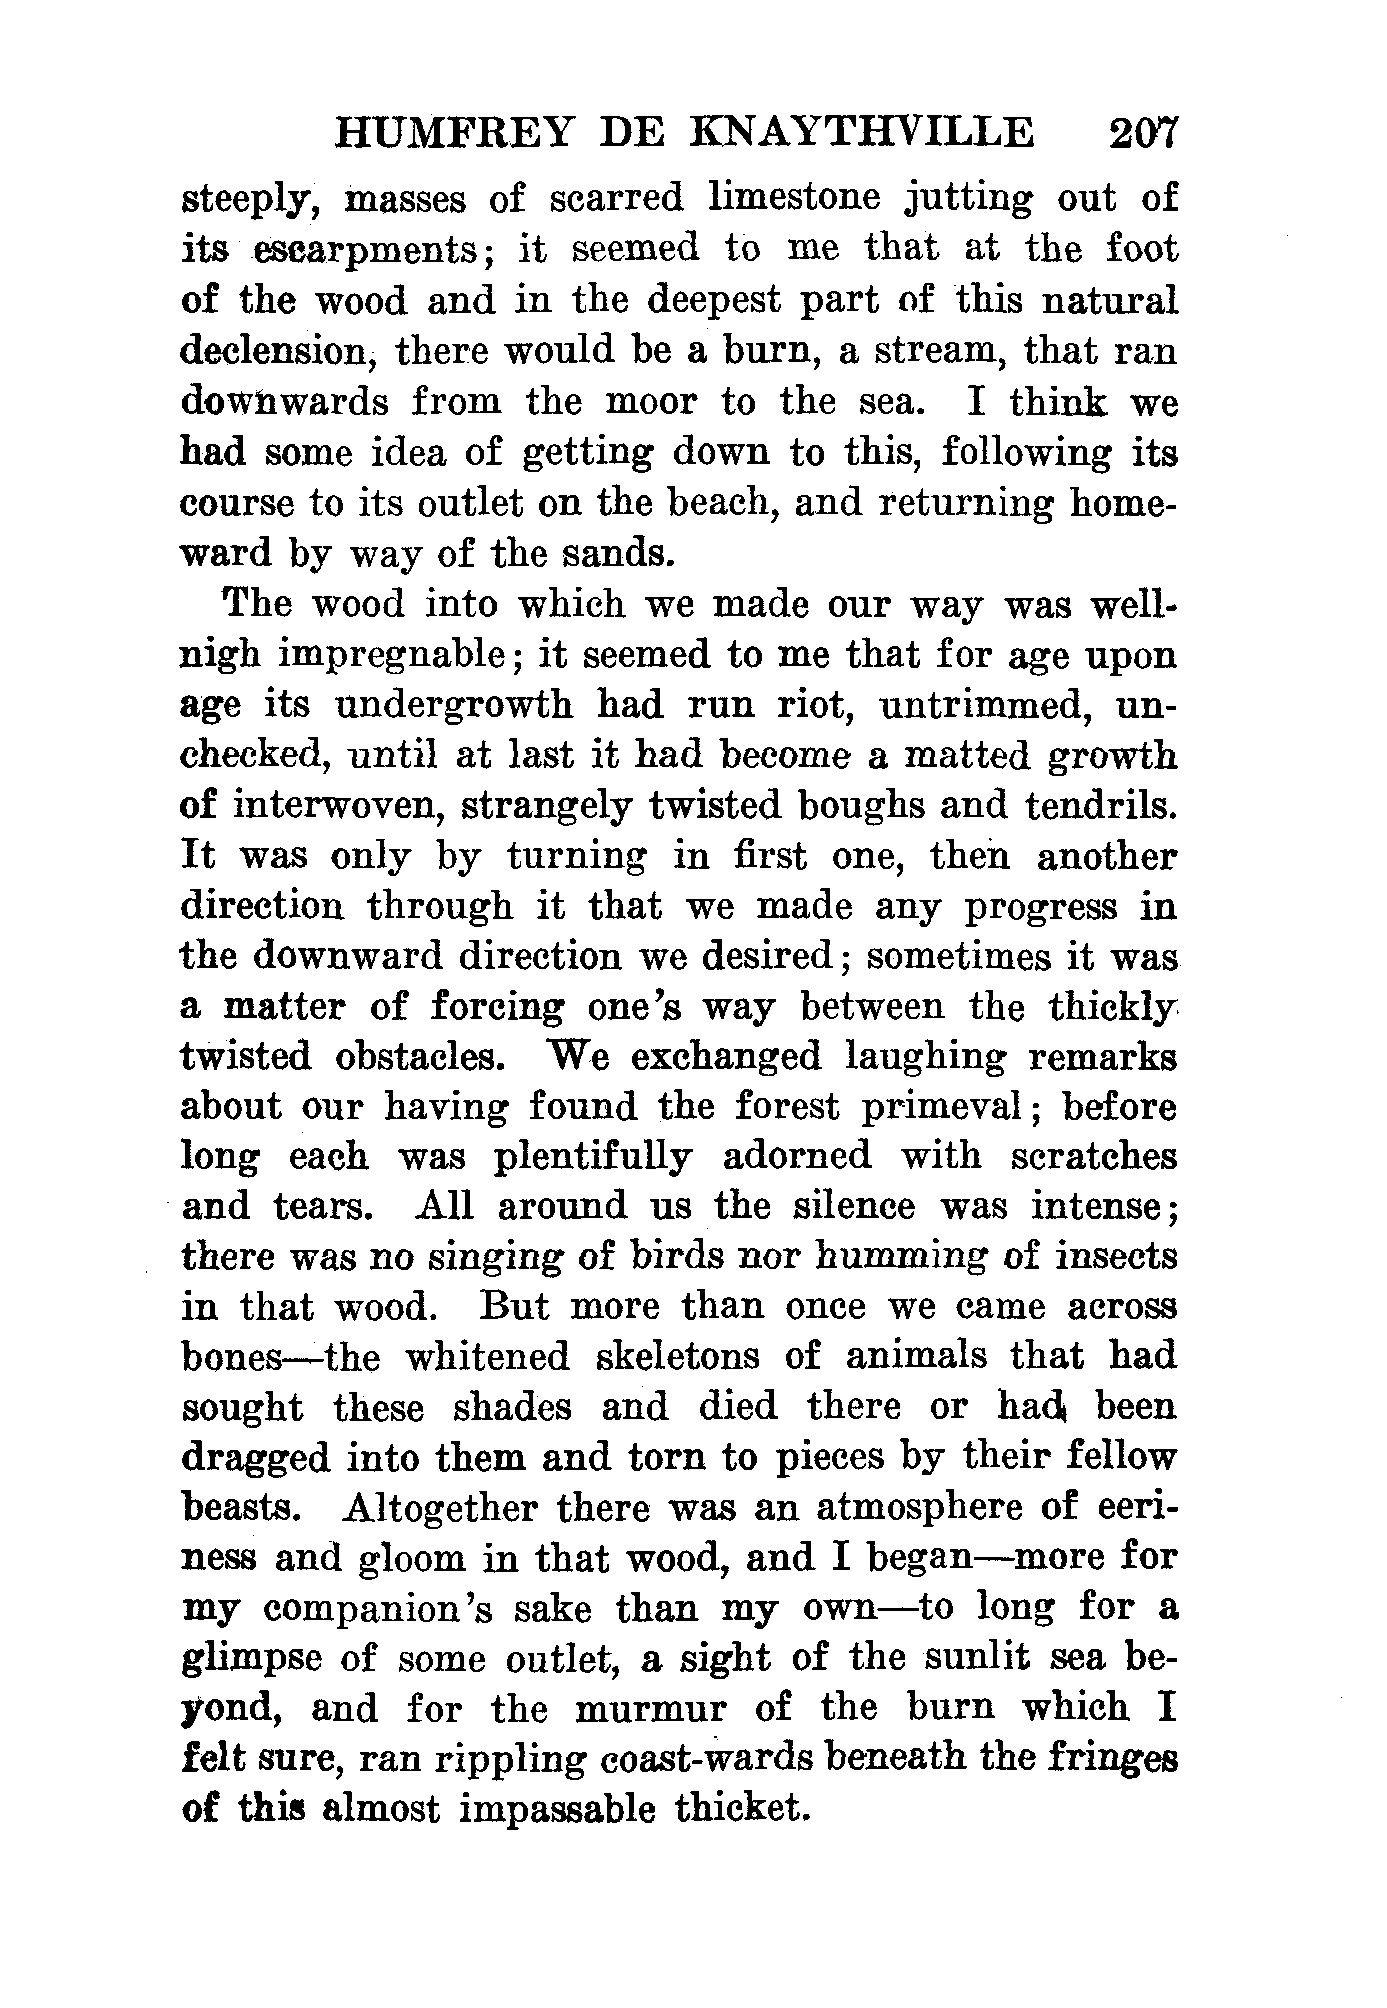 HUMFREY DE KNAYTHVILLE 207
steeply, masses of scarred limestone jutting out of
its escarpments; it seemed to me that at the foot
of the wood and in the deepest part of this natural
declension, there would be a burn, a stream, that ran
downwards from the moor to the sea. I think we
had some idea of getting down to this, following its
course to its outlet on the beach, and returning home-
ward by way of the sands.
The wood into which we made our way was well-
nigh impregnable; it seemed to me that for age upon
age its undergrowth had run riot, untrimmed, un-
checked, until at last it had become a matted growth
of interwoven, strangely twisted boughs and tendrils.
It was only by turning in first one, then another
direction through it that we made any progress in
the downward direction we desired; sometimes it was
a matter of forcing one's way between the thickly
twisted obstacles. We exchanged laughing remarks
about our having found the forest primeval; before
long each was plentifully adorned with scratches
and tears. All around us the silence was intense;
there was no singing of birds nor humming of insects
in that wood. But more than once we came across
bones—the whitened skeletons of animals that had
sought these shades and died there or had been
dragged into them and torn to pieces by their fellow
beasts. Altogether there was an atmosphere of eeri-
ness and gloom in that wood, and I began—more for
my companion's sake than my own—to long for a
glimpse of some outlet, a sight of the sunlit sea be-
yond, and for the murmur of the burn which I
felt sure, ran rippling coast-wards beneath the fringes
of this almost impassable thicket.